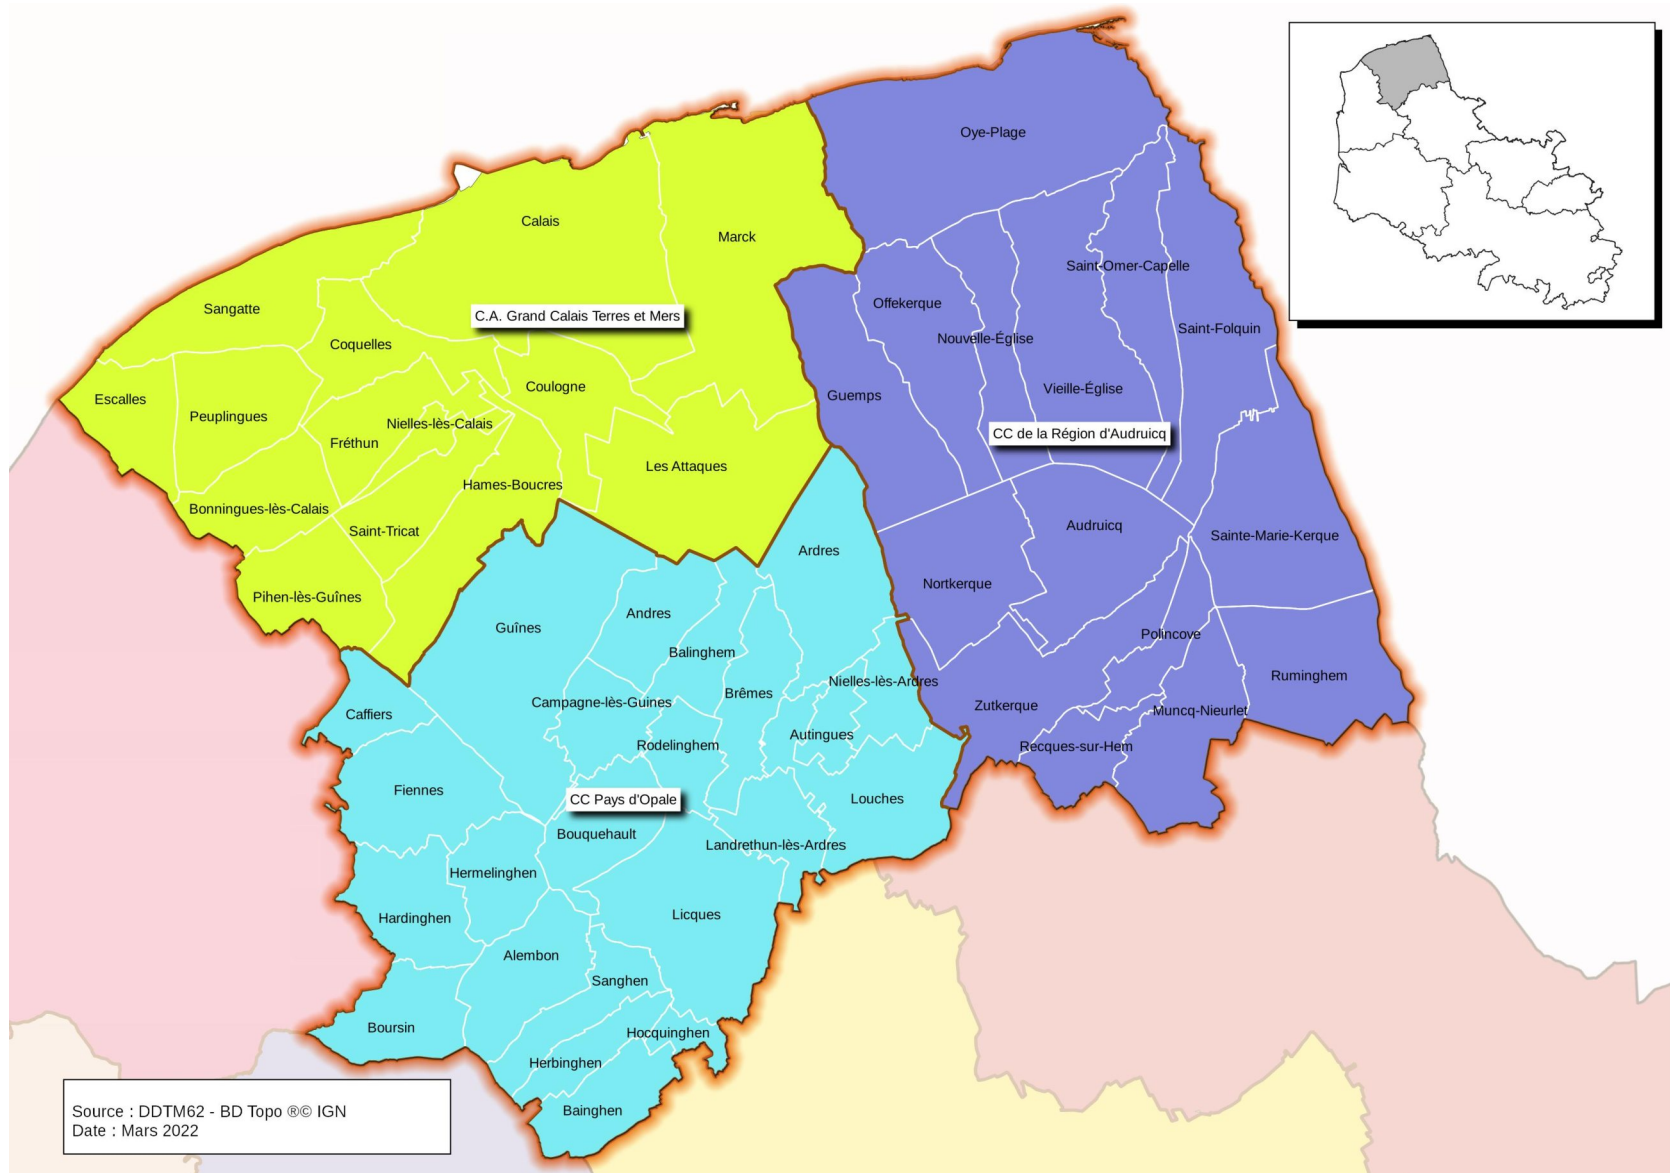 Oye-Plage
Calais
Marck
Saint-Omer-Capelle
Offekerque
Sangatte
C.A. Grand Calais Terres et Mers
Saint-Folquin
Nouvelle-Église
Coquelles
Coulogne
Vieille-Église
Guemps
Escalles
Peuplingues
Nielles-lès-Calais
CC de la Région d'Audruicq
Fréthun
Les Attaques
Hames-Boucres
Bonningues-lès-Calais
Audruicq
Saint-Tricat
Sainte-Marie-Kerque
Ardres
Nortkerque
Pihen-lès-Guînes
Andres
Guînes
Polincove
Balinghem
Ruminghem
Nielles-lès-Ardres
Brêmes
Campagne-lès-Guines
Zutkerque
Muncq-Nieurlet
Caffiers
Autingues
Rodelinghem
Recques-sur-Hem
Fiennes
CC Pays d'Opale
Louches
Bouquehault
Landrethun-lès-Ardres
Hermelinghen
Licques
Hardinghen
Alembon
Sanghen
Boursin
Hocquinghen
Herbinghen
Bainghen
Source : DDTM62 - BD Topo ®© IGN
Date : Mars 2022